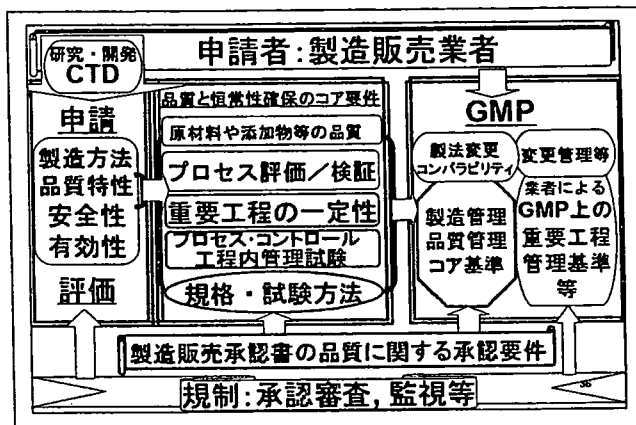 申請者:製造販売業者
研究・開発
CTD
申請
製造方法
品質特性
安全性
有効性
評価
品質と恒常性確保のコア要件
原材料や添加物等の品質
プロセス評価/検証
重要工程の一定性
プロセス・コントロール
工程内管理試験
規格・試験方法
GMP
製法変更
コンパラビリティ
変更管理等
製造管理
品質管理
コア基準
業者による
GMP上の
重要工程
管理基準
等
製造販売承認書の品質に関する承認要件
規制:承認審査,監視等
36